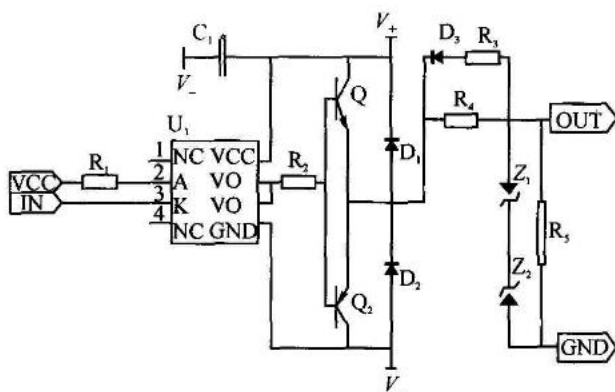 C₁
V₊
V₋
D₃
R₃
Q
R₄
OUT
U₁
1
NC
VCC
R₂
D₁
VCC
R₁
2
A
VO
Z₁
IN
3
K
VO
R₅
4
NC
GND
D₂
Z₂
Q₂
GND
V